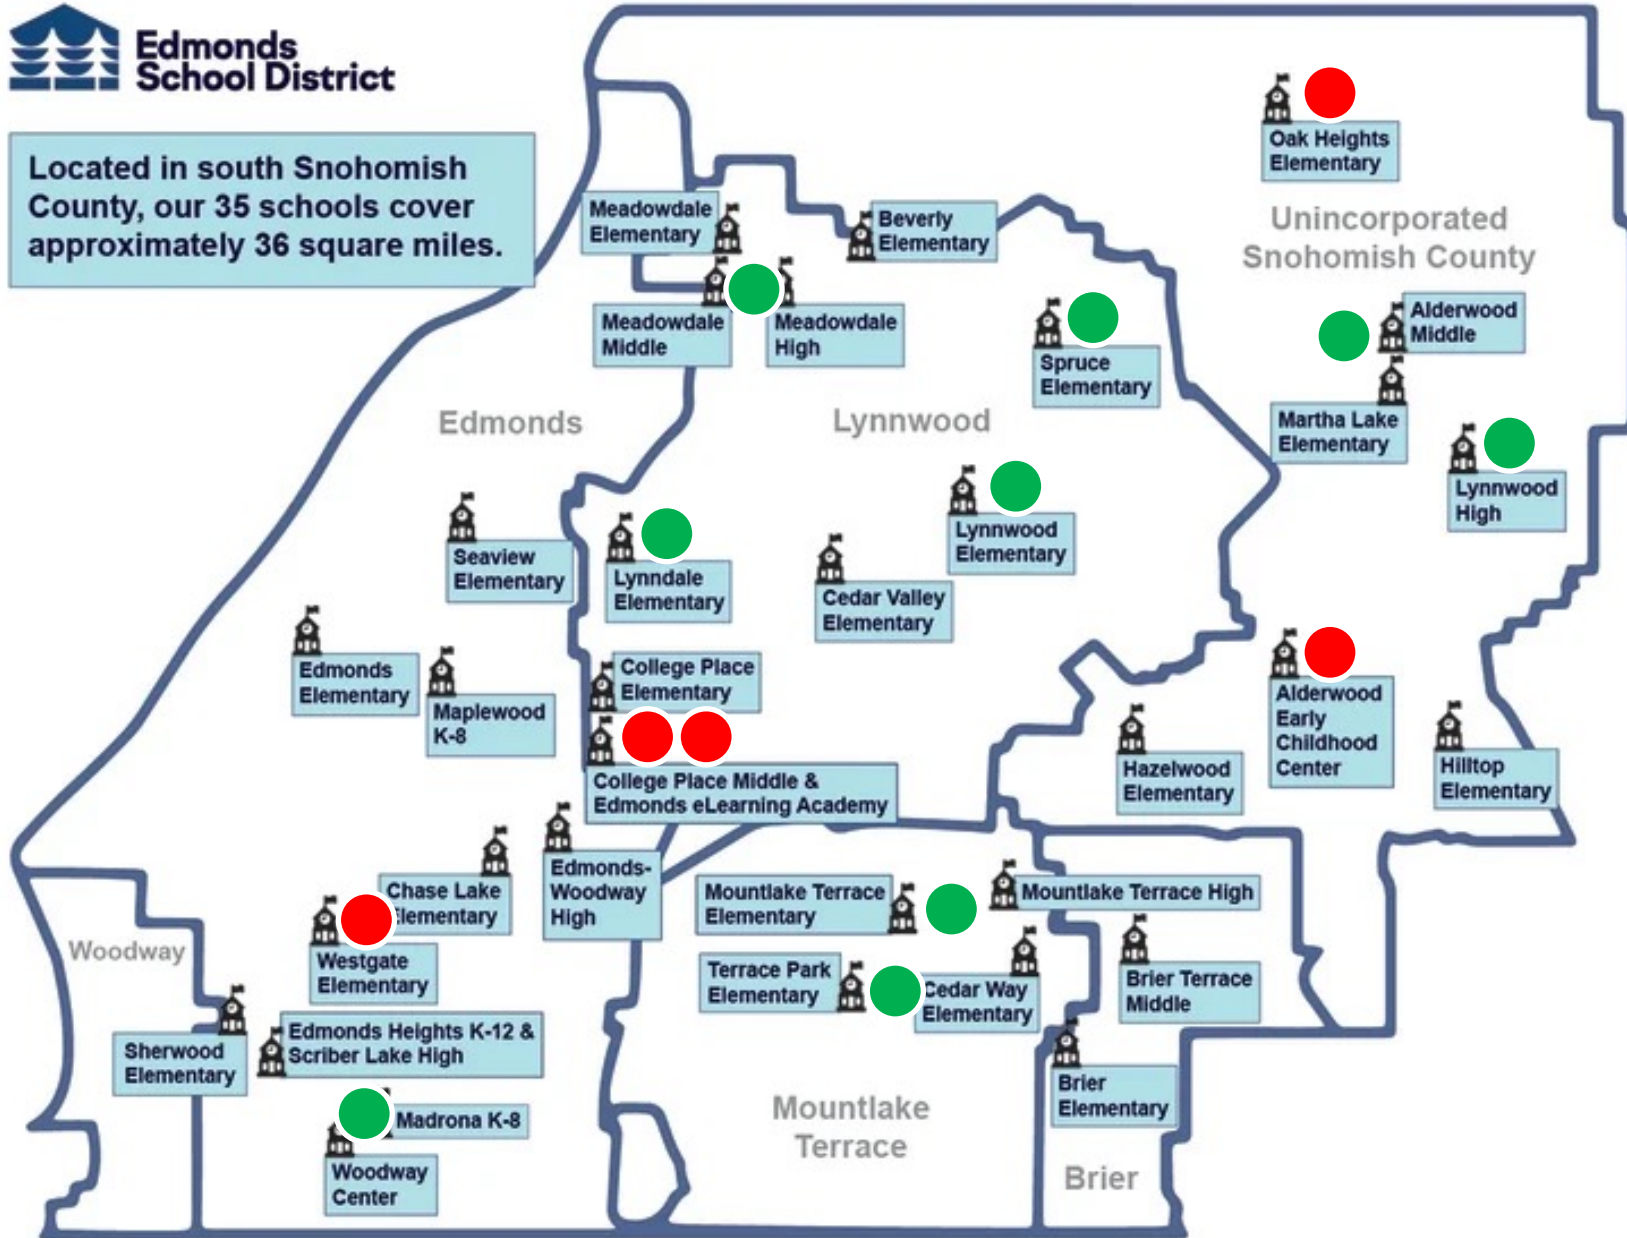 Edmonds
School District
Located in south Snohomish
County, our 35 schools cover
approximately 36 square miles.
Oak Heights
Elementary
Unincorporated
Snohomish County
Meadowdale
Elementary
Beverly
Elementary
Meadowdale
Middle
Meadowdale
High
Spruce
Elementary
Alderwood
Middle
Martha Lake
Elementary
Lynnwood
High
Edmonds
Lynnwood
Seaview
Elementary
Lynndale
Elementary
Lynnwood
Elementary
Cedar Valley
Elementary
Edmonds
Elementary
Maplewood
K-8
College Place
Elementary
College Place Middle &
Edmonds eLearning Academy
Hazelwood
Elementary
Alderwood
Early
Childhood
Center
Hilltop
Elementary
Edmonds-
Woodway
High
Chase Lake
Elementary
Westgate
Elementary
Woodway
Mountlake Terrace
Elementary
Mountlake Terrace High
Terrace Park
Elementary
Cedar Way
Elementary
Brier Terrace
Middle
Sherwood
Elementary
Edmonds Heights K-12 &
Scriber Lake High
Brier
Elementary
Madrona K-8
Woodway
Center
Mountlake
Terrace
Brier